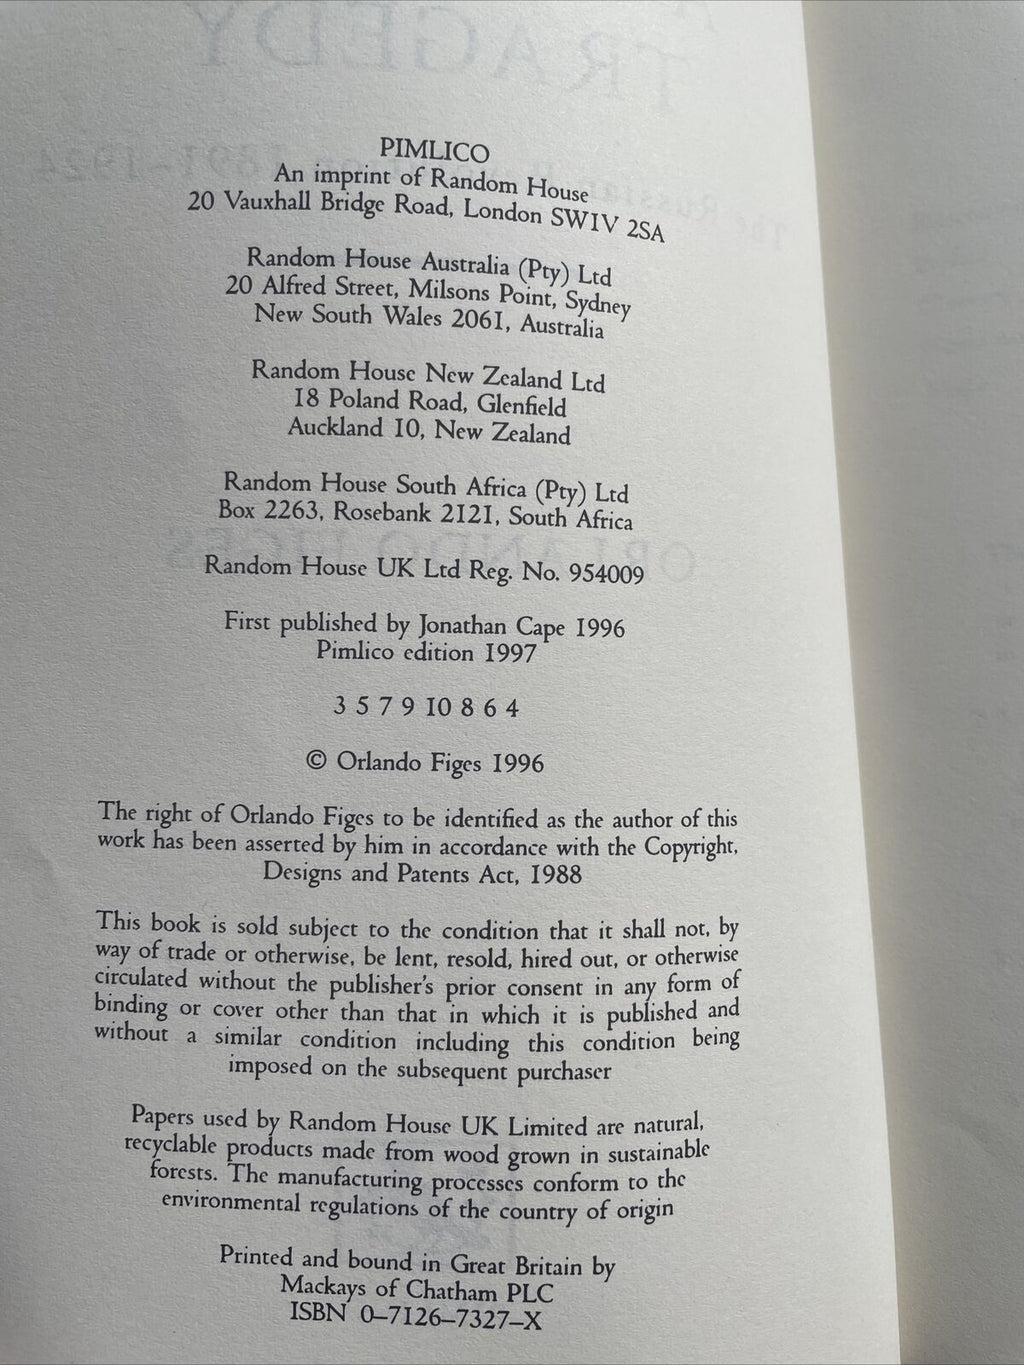 PIMLICO
An imprint of Random House
20 Vauxhall Bridge Road, London SW1V 2SA
Random House Australia (Pty) Ltd
20 Alfred Street, Milsons Point, Sydney
New South Wales 2061, Australia
Random House New Zealand Ltd
18 Poland Road, Glenfield
Auckland 10, New Zealand
Random House South Africa (Pty) Ltd
Box 2263, Rosebank 2121, South Africa
Random House UK Ltd Reg. No. 954009
First published by Jonathan Cape 1996
Pimlico edition 1997
3 5 7 9 10 8 6 4
© Orlando Figes 1996
The right of Orlando Figes to be identified as the author of this
work has been asserted by him in accordance with the Copyright,
Designs and Patents Act, 1988
This book is sold subject to the condition that it shall not, by
way of trade or otherwise, be lent, resold, hired out, or otherwise
circulated without the publisher's prior consent in any form of
binding or cover other than that in which it is published and
without a similar condition including this condition being
imposed on the subsequent purchaser
Papers used by Random House UK Limited are natural,
recyclable products made from wood grown in sustainable
forests. The manufacturing processes conform to the
environmental regulations of the country of origin
Printed and bound in Great Britain by
Mackays of Chatham PLC
ISBN 0–7126–7327–X